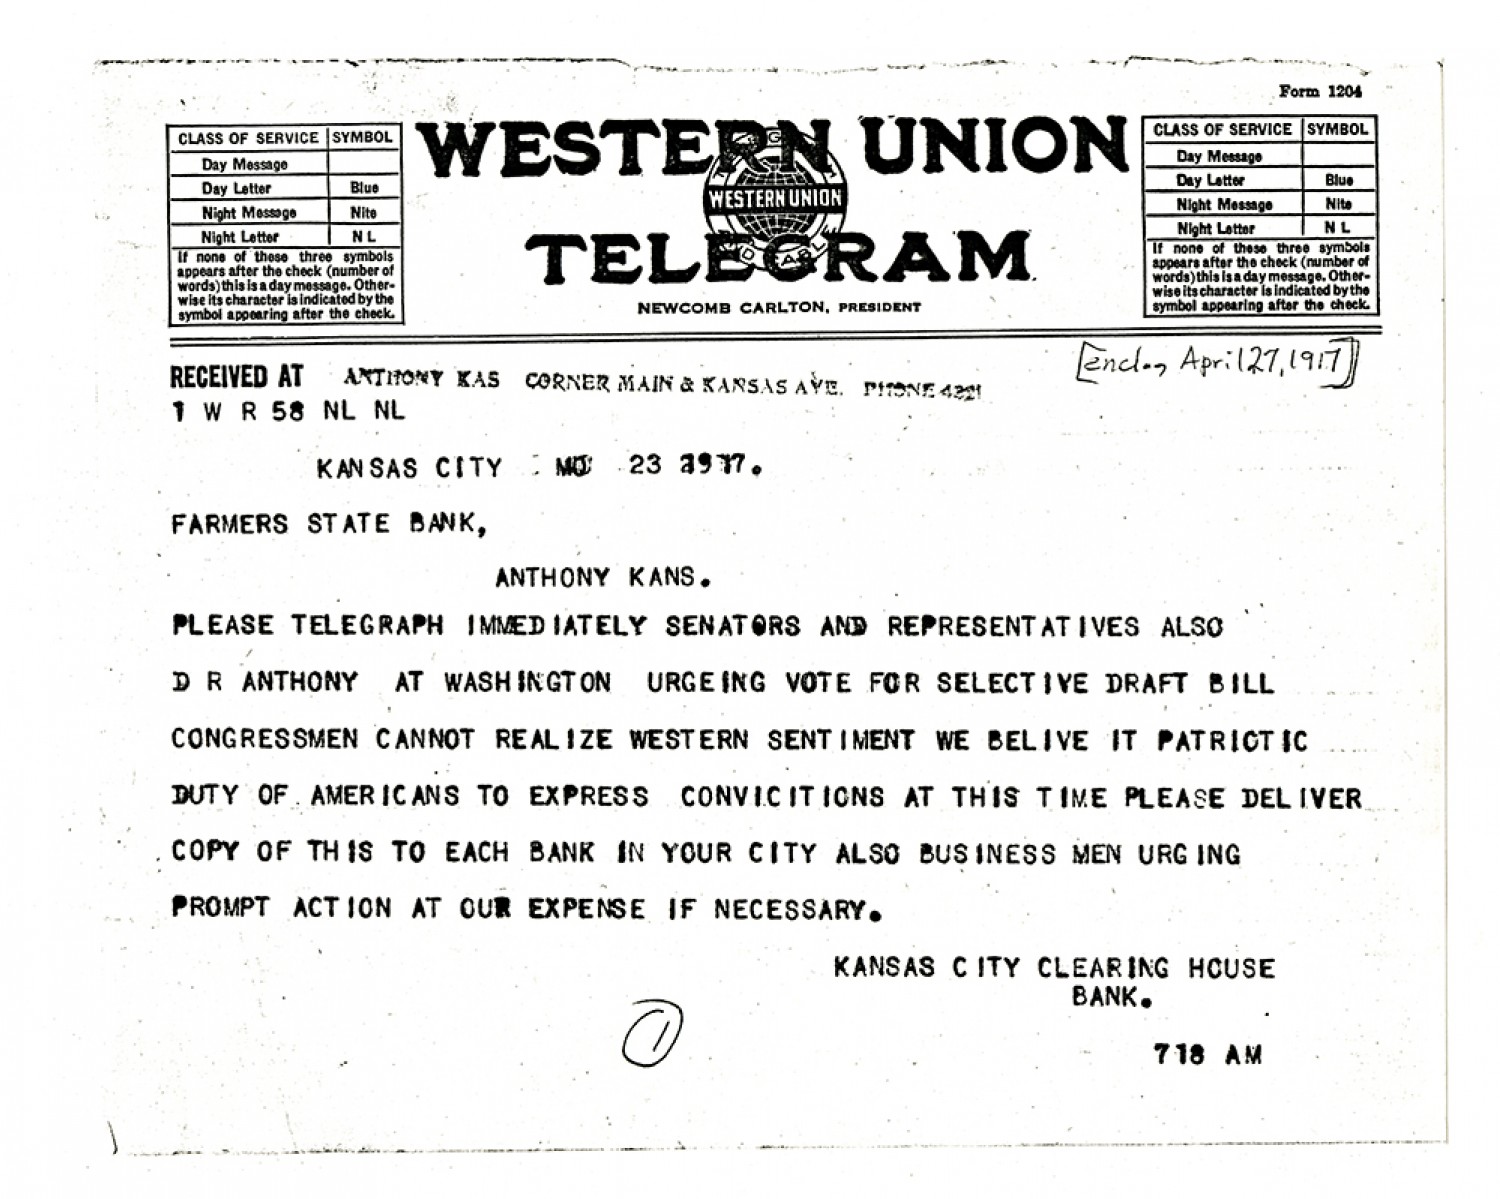 Form 1204
CLASS OF SERVICE SYMBOL
Day Message
Day Letter Blue
Night Message Nite
Night Letter N L
If none of these three symbols
appears after the check (number of
words) this is a day message. Other-
wise its character is indicated by the
symbol appearing after the check.
WESTERN UNION
WESTERN UNION
TELEGRAM
NEWCOMB CARLTON, PRESIDENT
CLASS OF SERVICE SYMBOL
Day Message
Day Letter Blue
Night Message Nite
Night Letter N L
If none of these three symbols
appears after the check (number of
words) this is a day message. Other-
wise its character is indicated by the
symbol appearing after the check.
[enclosy April 27, 1917]
RECEIVED AT ANTHONY KAS CORNER MAIN & KANSAS AVE. PHONE
1 W R 58 NL NL
KANSAS CITY MO 23 1917.
FARMERS STATE BANK,
ANTHONY KANS.
PLEASE TELEGRAPH IMMEDIATELY SENATORS AND REPRESENTATIVES ALSO
D R ANTHONY AT WASHINGTON URGEING VOTE FOR SELECTIVE DRAFT BILL
CONGRESSMEN CANNOT REALIZE WESTERN SENTIMENT WE BELIVE IT PATRIOTIC
DUTY OF AMERICANS TO EXPRESS CONVICITIONS AT THIS TIME PLEASE DELIVER
COPY OF THIS TO EACH BANK IN YOUR CITY ALSO BUSINESS MEN URGING
PROMPT ACTION AT OUR EXPENSE IF NECESSARY.
KANSAS CITY CLEARING HOUSE
BANK.
1
718 AM